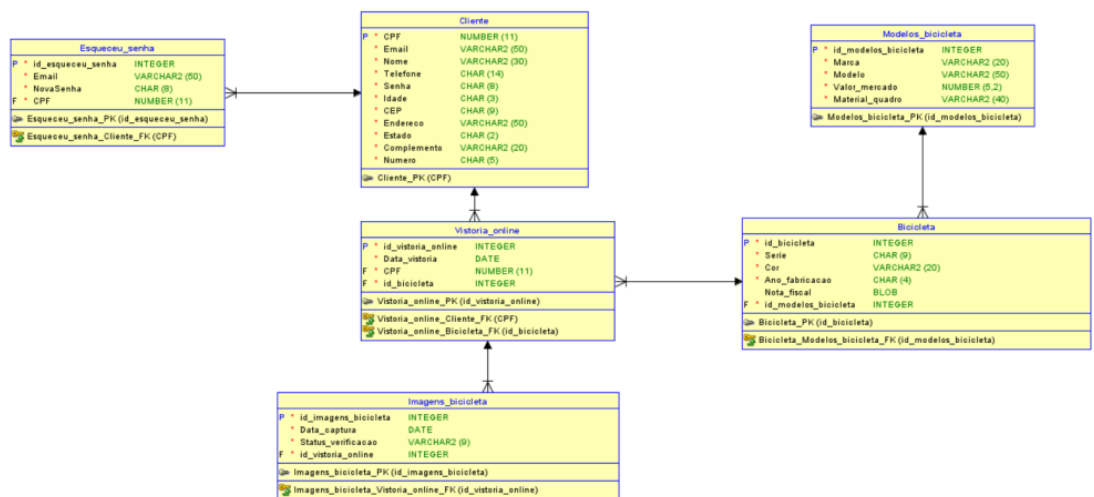 Esqueceu_senha
P * id_esqueceu_senha INTEGER
* Email VARCHAR2 (50)
* NovaSenha CHAR (8)
F * CPF NUMBER (11)
Esqueceu_senha_PK (id_esqueceu_senha)
Esqueceu_senha_Cliente_FK (CPF)
Cliente
P * CPF NUMBER (11)
* Email VARCHAR2 (50)
* Nome VARCHAR2 (30)
* Telefone CHAR (14)
* Senha CHAR (8)
* Idade CHAR (3)
* CEP CHAR (9)
* Endereco VARCHAR2 (50)
* Estado CHAR (2)
* Complemento VARCHAR2 (20)
* Numero CHAR (5)
Cliente_PK (CPF)
Modelos_bicicleta
P * id_modelos_bicicleta INTEGER
* Marca VARCHAR2 (20)
* Modelo VARCHAR2 (50)
* Valor_mercado NUMBER (5,2)
* Material_quadro VARCHAR2 (40)
Modelos_bicicleta_PK (id_modelos_bicicleta)
Vistoria_online
P * id_vistoria_online INTEGER
* Data_vistoria DATE
F * CPF NUMBER (11)
F * id_bicicleta INTEGER
Vistoria_online_PK (id_vistoria_online)
Vistoria_online_Cliente_FK (CPF)
Vistoria_online_Bicicleta_FK (id_bicicleta)
Bicicleta
P * id_bicicleta INTEGER
* Serie CHAR (9)
* Cor VARCHAR2 (20)
* Ano_fabricacao CHAR (4)
Nota_fiscal BLOB
F * id_modelos_bicicleta INTEGER
Bicicleta_PK (id_bicicleta)
Bicicleta_Modelos_bicicleta_FK (id_modelos_bicicleta)
Imagens_bicicleta
P * id_imagens_bicicleta INTEGER
* Data_captura DATE
* Status_verificacao VARCHAR2 (9)
F * id_vistoria_online INTEGER
Imagens_bicicleta_PK (id_imagens_bicicleta)
Imagens_bicicleta_Vistoria_online_FK (id_vistoria_online)